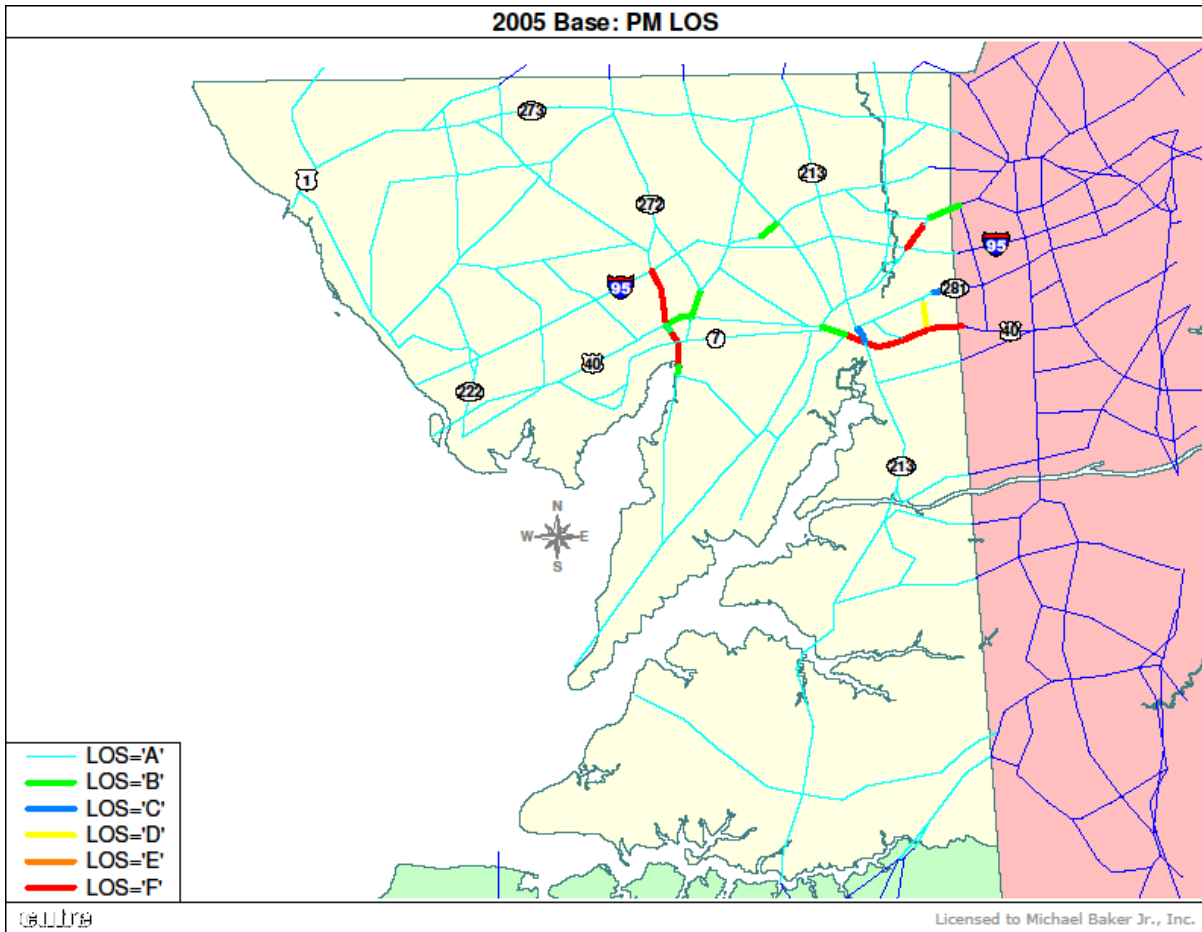 2005 Base: PM LOS
273
1
213
272
95
95
281
40
7
40
222
213
N
W E
S
LOS='A'
LOS='B'
LOS='C'
LOS='D'
LOS='E'
LOS='F'
Licensed to Michael Baker Jr., Inc.